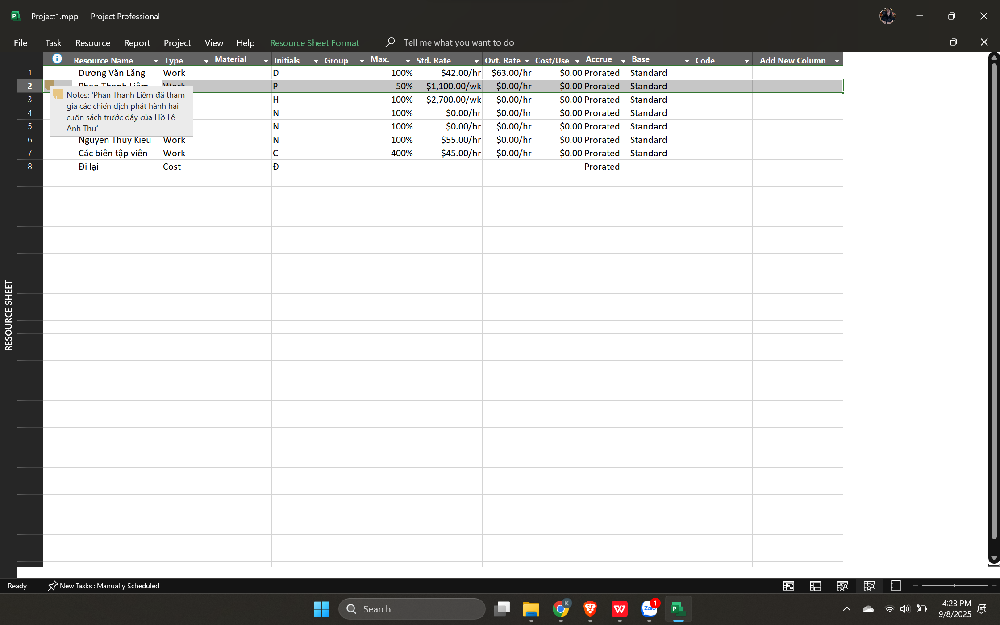 Project1.mpp - Project Professional
File Task Resource Report Project View Help Resource Sheet Format Tell me what you want to do
Resource Name Type Material Initials Group Max. Std. Rate Ovt. Rate Cost/Use Accrue Base Code Add New Column
1 Dương Văn Lăng Work D 100% $42.00/hr $63.00/hr $0.00 Prorated Standard
2 Phan Thanh Liêm Work P 50% $1,100.00/wk $0.00/hr $0.00 Prorated Standard
Notes: 'Phan Thanh Liêm đã tham
gia các chiến dịch phát hành hai
cuốn sách trước đây của Hồ Lê
Anh Thư'
3 H 100% $2,700.00/wk $0.00/hr $0.00 Prorated Standard
4 N 100% $0.00/hr $0.00/hr $0.00 Prorated Standard
5 N 100% $0.00/hr $0.00/hr $0.00 Prorated Standard
6 Nguyễn Thúy Kiều Work N 100% $55.00/hr $0.00/hr $0.00 Prorated Standard
7 Các biên tập viên Work C 400% $45.00/hr $0.00/hr $0.00 Prorated Standard
8 Đi lại Cost Đ Prorated
RESOURCE SHEET
Ready New Tasks : Manually Scheduled
Search
K
Zalo
1
4:23 PM
9/8/2025